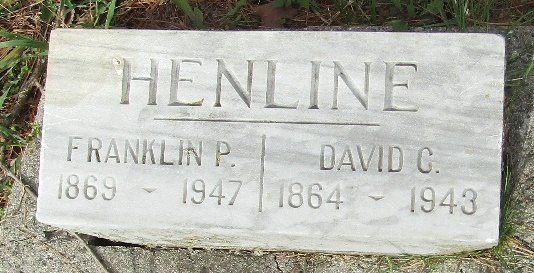 HENLINE
FRANKLIN P. DAVID C.
1869 - 1947 1864 - 1943